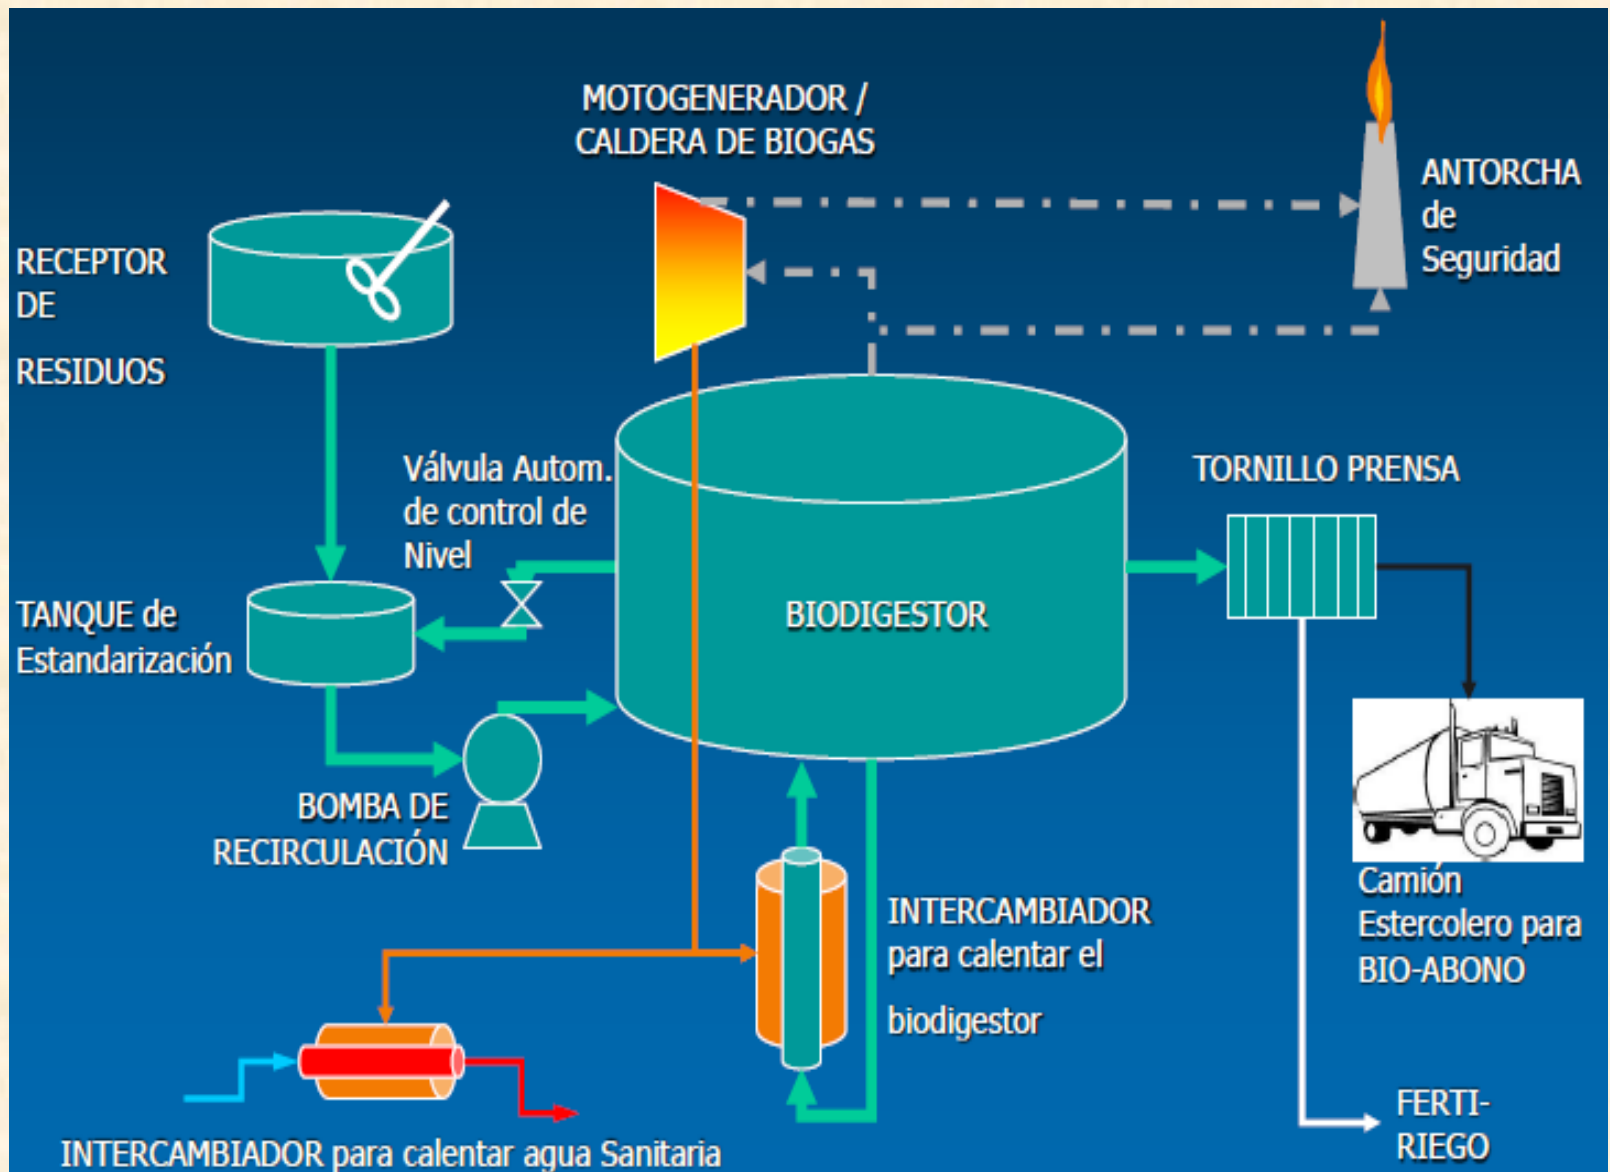 MOTOGENERADOR /
CALDERA DE BIOGAS
ANTORCHA
de
Seguridad
RECEPTOR
DE
RESIDUOS
Válvula Autom.
de control de
Nivel
TORNILLO PRENSA
TANQUE de
Estandarización
BIODIGESTOR
BOMBA DE
RECIRCULACIÓN
INTERCAMBIADOR
para calentar el
biodigestor
Camión
Estercolero para
BIO-ABONO
FERTI-
RIEGO
INTERCAMBIADOR para calentar agua Sanitaria